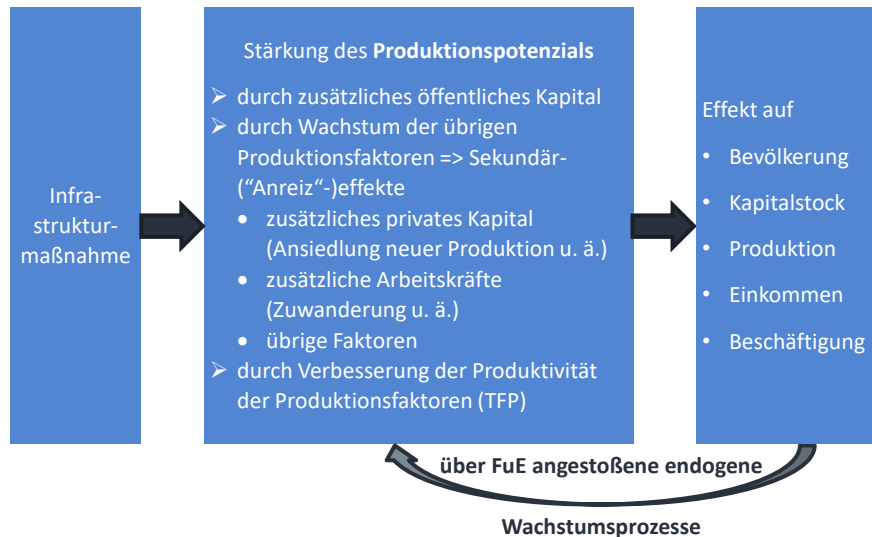 Infra-
struktur-
maßnahme
Stärkung des Produktionspotenzials
➢ durch zusätzliches öffentliches Kapital
➢ durch Wachstum der übrigen
Produktionsfaktoren => Sekundär-
(“Anreiz“-)effekte
• zusätzliches privates Kapital
(Ansiedlung neuer Produktion u. ä.)
• zusätzliche Arbeitskräfte
(Zuwanderung u. ä.)
• übrige Faktoren
➢ durch Verbesserung der Produktivität
der Produktionsfaktoren (TFP)
Effekt auf
• Bevölkerung
• Kapitalstock
• Produktion
• Einkommen
• Beschäftigung
über FuE angestoßene endogene
Wachstumsprozesse